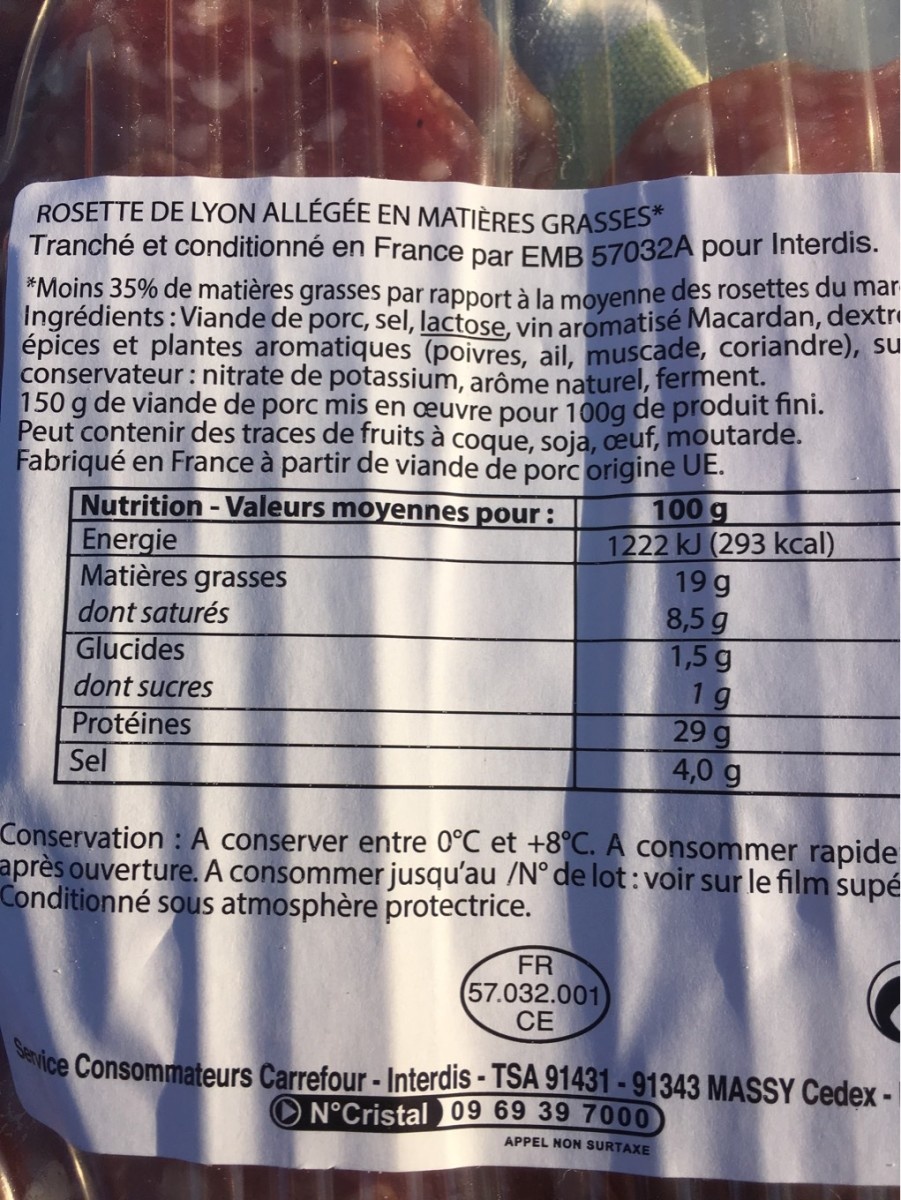 ROSETTE DE LYON ALLÉGÉE EN MATIÈRES GRASSES*
Tranché et conditionné en France par EMB 57032A pour Interdis.
*Moins 35% de matières grasses par rapport à la moyenne des rosettes du mar
Ingrédients : Viande de porc, sel, lactose, vin aromatisé Macardan, dextr
épices et plantes aromatiques (poivres, ail, muscade, coriandre), su
conservateur : nitrate de potassium, arôme naturel, ferment.
150 g de viande de porc mis en œuvre pour 100g de produit fini.
Peut contenir des traces de fruits à coque, soja, œuf, moutarde.
Fabriqué en France à partir de viande de porc origine UE.
Nutrition - Valeurs moyennes pour : 100 g
Energie 1222 kJ (293 kcal)
Matières grasses 19 g
dont saturés 8,5 g
Glucides 1,5 g
dont sucres 1 g
Protéines 29 g
Sel 4,0 g
Conservation : A conserver entre 0°C et +8°C. A consommer rapide
après ouverture. A consommer jusqu'au /N° de lot : voir sur le film supé
Conditionné sous atmosphère protectrice.
FR
57.032.001
CE
Service Consommateurs Carrefour - Interdis - TSA 91431 - 91343 MASSY Cedex -
N°Cristal 09 69 39 7000
APPEL NON SURTAXE